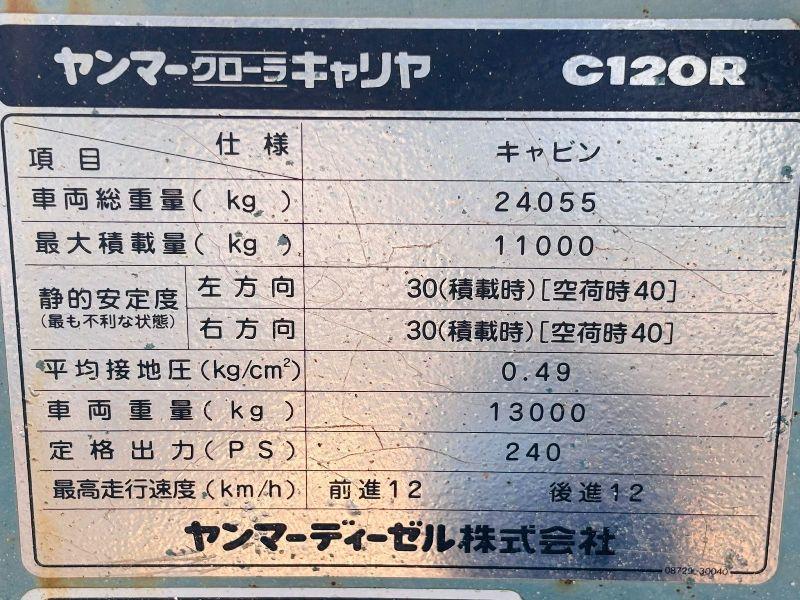 ヤンマークローラキャリヤ C120R
仕様
項目
キャビン
車両総重量(kg) 24055
最大積載量(kg) 11000
静的安定度
(最も不利な状態)
左方向 30(積載時)[空荷時40]
右方向 30(積載時)[空荷時40]
平均接地圧(kg/cm²) 0.49
車両重量(kg) 13000
定格出力(PS) 240
最高走行速度(km/h) 前進12 後進12
ヤンマーディーゼル株式会社
08729-30040